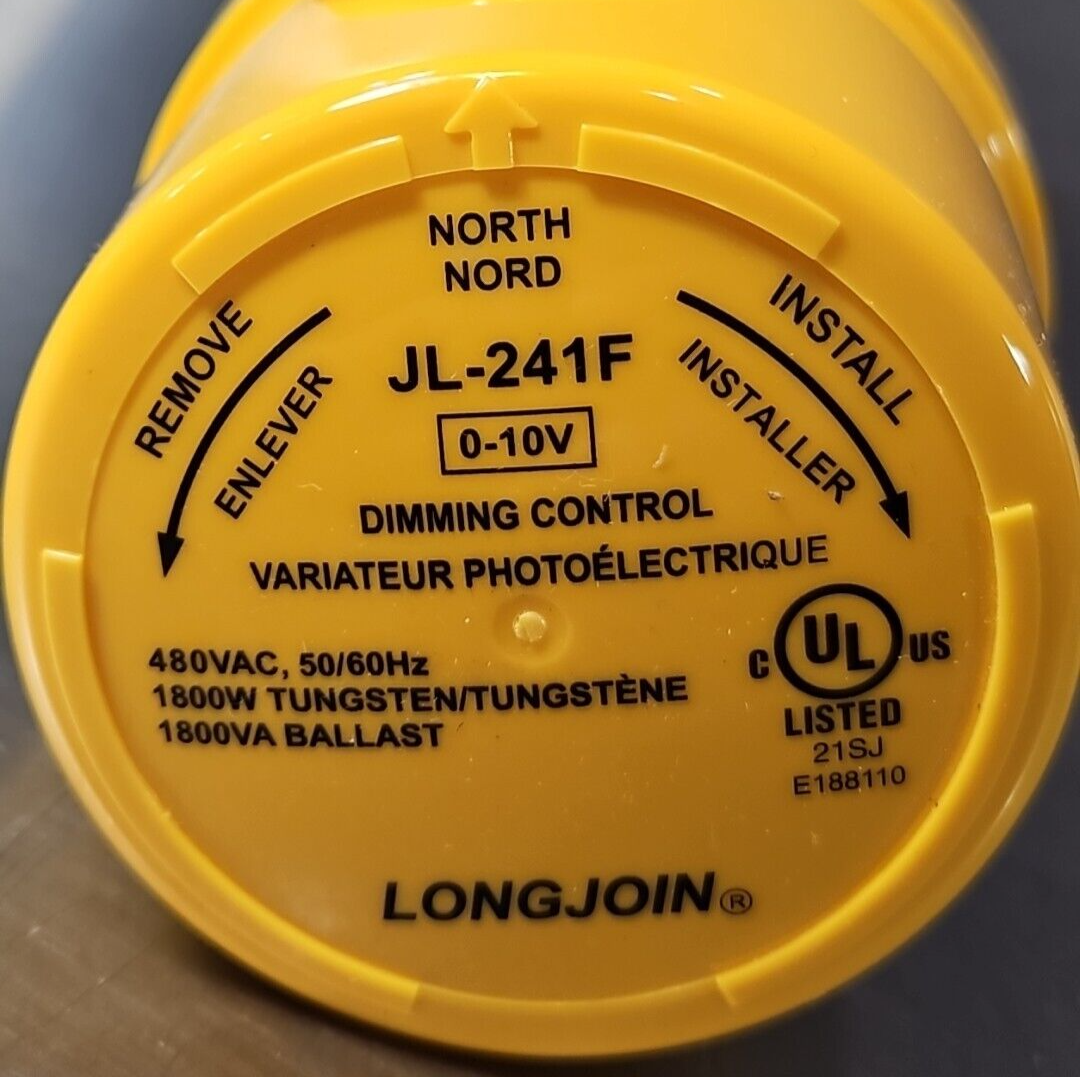 NORTH
NORD
REMOVE
ENLEVER
INSTALL
INSTALLER
JL-241F
0-10V
DIMMING CONTROL
VARIATEUR PHOTOÉLECTRIQUE
480VAC, 50/60Hz
1800W TUNGSTEN/TUNGSTÈNE
1800VA BALLAST
C UL US
LISTED
21SJ
E188110
LONGJOIN®